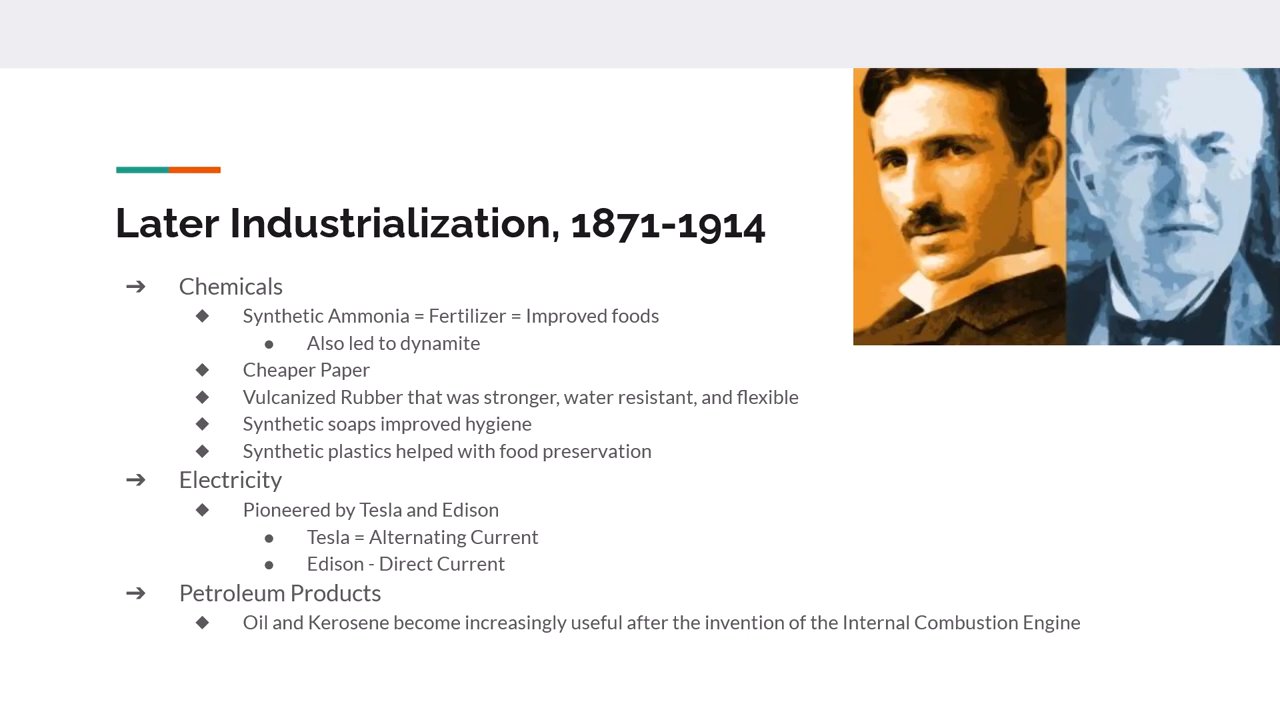 Later Industrialization, 1871-1914
➔ Chemicals
◆ Synthetic Ammonia = Fertilizer = Improved foods
● Also led to dynamite
◆ Cheaper Paper
◆ Vulcanized Rubber that was stronger, water resistant, and flexible
◆ Synthetic soaps improved hygiene
◆ Synthetic plastics helped with food preservation
➔ Electricity
◆ Pioneered by Tesla and Edison
● Tesla = Alternating Current
● Edison - Direct Current
➔ Petroleum Products
◆ Oil and Kerosene become increasingly useful after the invention of the Internal Combustion Engine